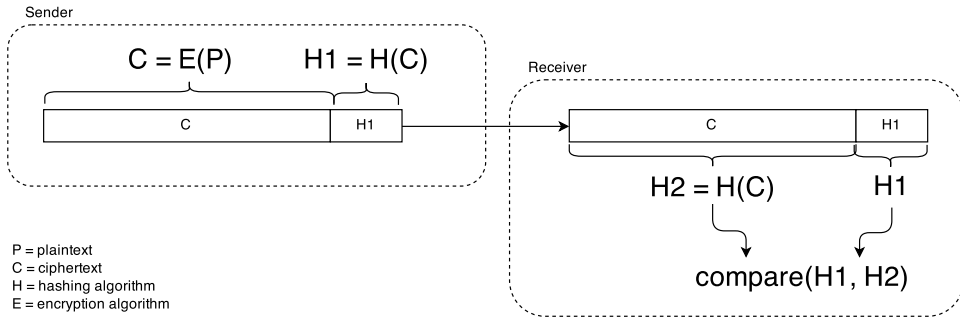 Sender
C = E(P)
H1 = H(C)
C
H1
Receiver
C
H1
H2 = H(C)
H1
compare(H1, H2)
P = plaintext
C = ciphertext
H = hashing algorithm
E = encryption algorithm